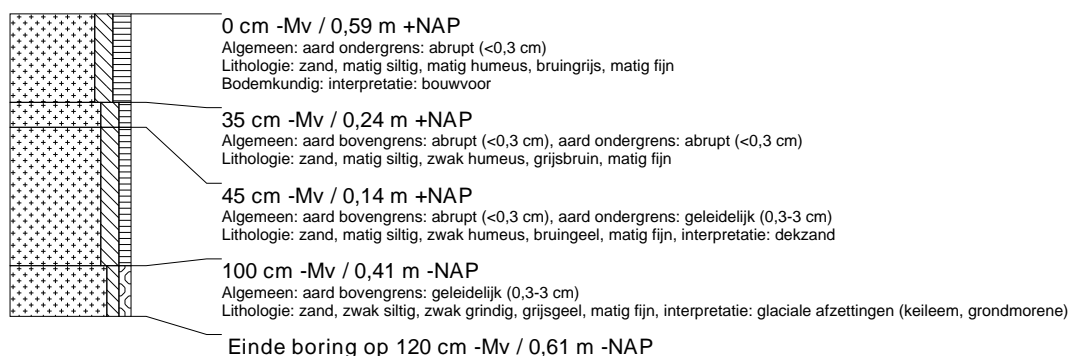 0 cm -Mv / 0,59 m +NAP
Algemeen: aard ondergrens: abrupt (<0,3 cm)
Lithologie: zand, matig siltig, matig humeus, bruingrijs, matig fijn
Bodemkundig: interpretatie: bouwvoor
35 cm -Mv / 0,24 m +NAP
Algemeen: aard bovengrens: abrupt (<0,3 cm), aard ondergrens: abrupt (<0,3 cm)
Lithologie: zand, matig siltig, zwak humeus, grijsbruin, matig fijn
45 cm -Mv / 0,14 m +NAP
Algemeen: aard bovengrens: abrupt (<0,3 cm), aard ondergrens: geleidelijk (0,3-3 cm)
Lithologie: zand, matig siltig, zwak humeus, bruingeel, matig fijn, interpretatie: dekzand
100 cm -Mv / 0,41 m -NAP
Algemeen: aard bovengrens: geleidelijk (0,3-3 cm)
Lithologie: zand, zwak siltig, zwak grindig, grijsgeel, matig fijn, interpretatie: glaciale afzettingen (keileem, grondmorene)
Einde boring op 120 cm -Mv / 0,61 m -NAP